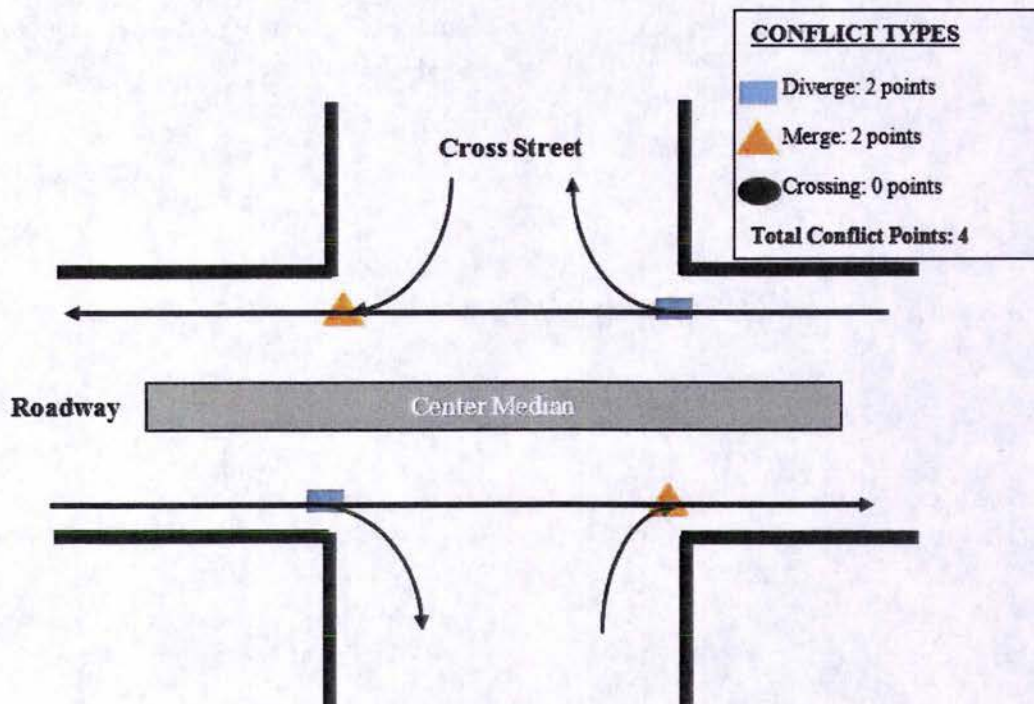 CONFLICT TYPES
Diverge: 2 points
Merge: 2 points
Crossing: 0 points
Total Conflict Points: 4
Cross Street
Roadway
Center Median